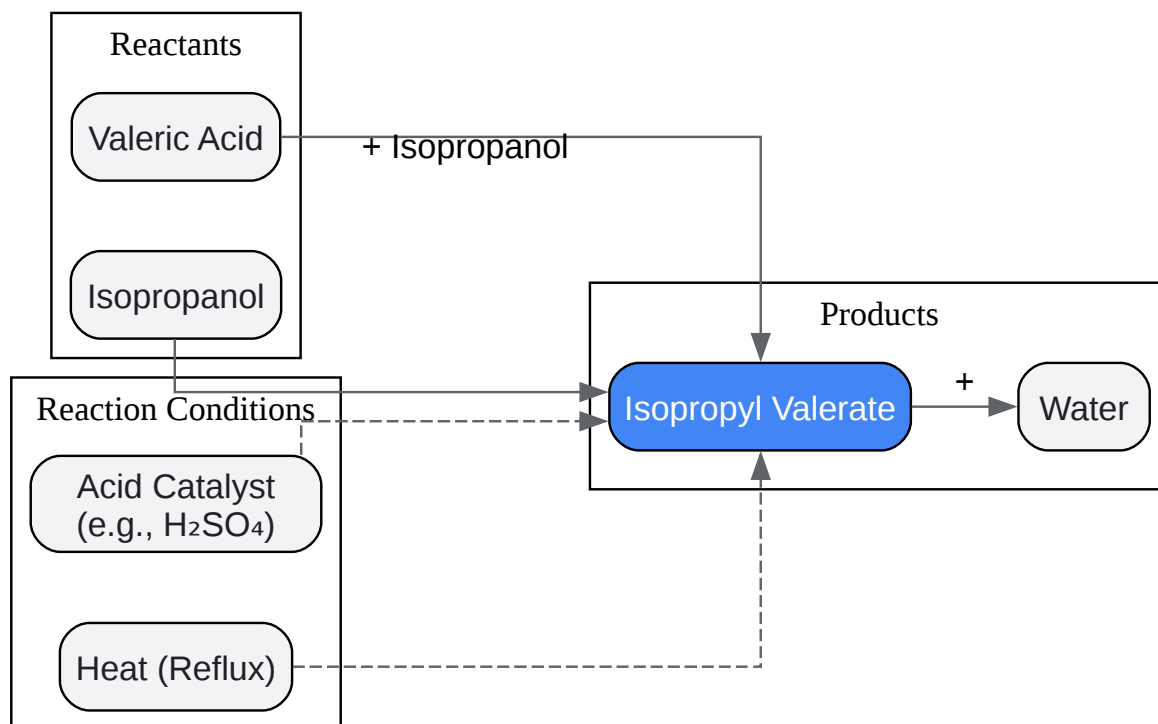 Reactants
Valeric Acid
+ Isopropanol
Isopropanol
Products
Isopropyl Valerate
+
Water
Reaction Conditions
Acid Catalyst
(e.g., H₂SO₄)
Heat (Reflux)